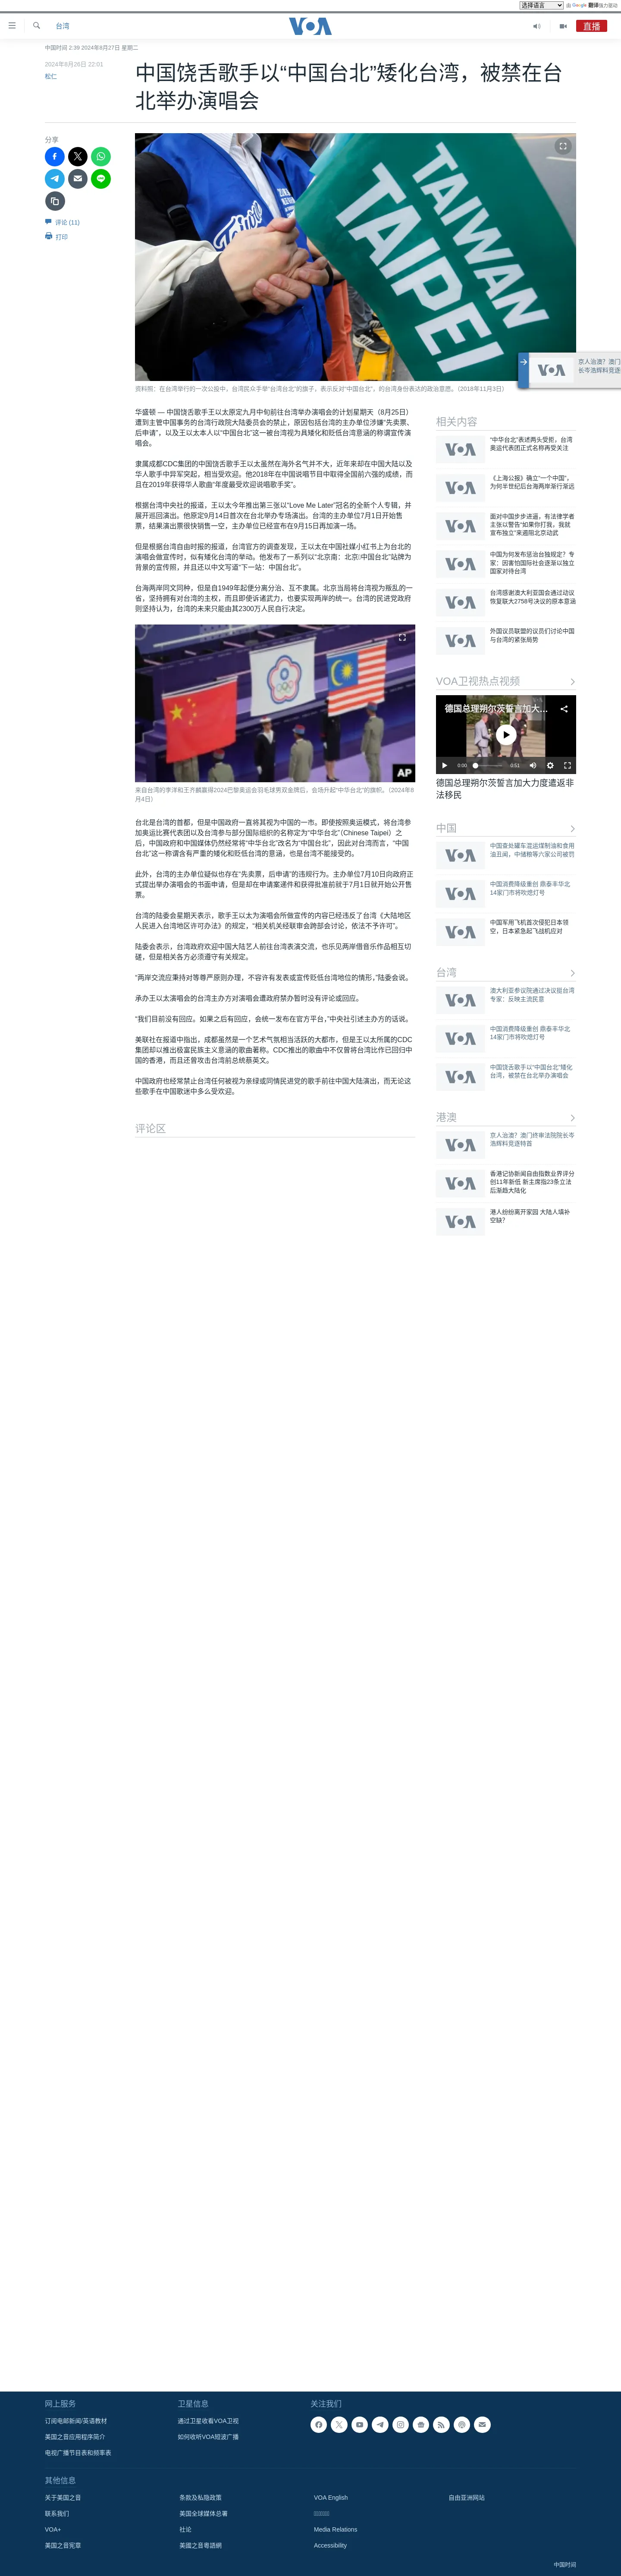 选择语言
由 Google 翻译强力驱动
台湾
VOA
直播
中国时间 2:39 2024年8月27日 星期二
2024年8月26日 22:01
松仁
中国饶舌歌手以“中国台北”矮化台湾，被禁在台
北举办演唱会
分享
评论 (11)
打印
TAIWAN
TAIPEI
资料照：在台湾举行的一次公投中，台湾民众手举“台湾台北”的旗子，表示反对“中国台北”，的台湾身份表达的政治意愿。（2018年11月3日）
京人治澳？澳门
长岑浩辉料竞逐
华盛顿 — 中国饶舌歌手王以太原定九月中旬前往台湾举办演唱会的计划星期天（8月25日）
遭到主管中国事务的台湾行政院大陆委员会的禁止，原因包括台湾的主办单位涉嫌“先卖票、
后申请”，以及王以太本人以“中国台北”这一被台湾视为具矮化和贬低台湾意涵的称谓宣传演
唱会。
隶属成都CDC集团的中国饶舌歌手王以太虽然在海外名气并不大，近年来却在中国大陆以及
华人歌手中异军突起，相当受欢迎。他2018年在中国说唱节目中取得全国前六强的成绩，而
且在2019年获得华人歌曲“年度最受欢迎说唱歌手奖”。
根据台湾中央社的报道，王以太今年推出第三张以“Love Me Later”冠名的全新个人专辑，并
展开巡回演出。他原定9月14日首次在台北举办专场演出。台湾的主办单位7月1日开始售
票，结果演出票很快销售一空，主办单位已经宣布在9月15日再加演一场。
但是根据台湾自由时报的报道，台湾官方的调查发现，王以太在中国社媒小红书上为台北的
演唱会做宣传时，似有矮化台湾的举动。他发布了一系列以“北京南：北京:中国台北”站牌为
背景的宣传照，并且还以中文写道“下一站：中国台北”。
台海两岸同文同种，但是自1949年起便分离分治、互不隶属。北京当局将台湾视为叛乱的一
省，坚持拥有对台湾的主权，而且即使诉诸武力，也要实现两岸的统一。台湾的民进党政府
则坚持认为，台湾的未来只能由其2300万人民自行决定。
AP
来自台湾的李洋和王齐麟赢得2024巴黎奥运会羽毛球男双金牌后，会场升起“中华台北”的旗帜。（2024年8
月4日）
台北是台湾的首都，但是中国政府一直将其视为中国的一市。即使按照奥运模式，将台湾参
加奥运比赛代表团以及台湾参与部分国际组织的名称定为“中华台北”（Chinese Taipei）之
后，中国政府和中国媒体仍然经常将“中华台北”改名为“中国台北”，因此对台湾而言，“中国
台北”这一称谓含有严重的矮化和贬低台湾的意涵，也是台湾不能接受的。
此外，台湾的主办单位疑似也存在“先卖票，后申请”的违规行为。主办单位7月10日向政府正
式提出举办演唱会的书面申请，但是却在申请案递件和获得批准前就于7月1日就开始公开售
票。
台湾的陆委会星期天表示，歌手王以太为演唱会所做宣传的内容已经违反了台湾《大陆地区
人民进入台湾地区许可办法》的规定，“相关机关经联审会跨部会讨论，依法不予许可”。
陆委会表示，台湾政府欢迎中国大陆艺人前往台湾表演交流，也乐见两岸借音乐作品相互切
磋，但是相关各方必须遵守有关规定。
“两岸交流应秉持对等尊严原则办理，不容许有发表或宣传贬低台湾地位的情形，”陆委会说。
承办王以太演唱会的台湾主办方对演唱会遭政府禁办暂时没有评论或回应。
“我们目前没有回应。如果之后有回应，会统一发布在官方平台，”中央社引述主办方的话说。
美联社在报道中指出，成都虽然是一个艺术气氛相当活跃的大都市，但是王以太所属的CDC
集团却以推出极富民族主义意涵的歌曲著称。CDC推出的歌曲中不仅曾将台湾比作已回归中
国的香港，而且还曾攻击台湾前总统蔡英文。
中国政府也经常禁止台湾任何被视为亲绿或同情民进党的歌手前往中国大陆演出，而无论这
些歌手在中国歌迷中多么受欢迎。
评论区
相关内容
“中华台北”表述两头受拒，台湾
奥运代表团正式名称再受关注
《上海公报》确立“一个中国”，
为何半世纪后台海两岸渐行渐远
面对中国步步进逼，有法律学者
主张以警告“如果你打我，我就
宣布独立”来遏阻北京动武
中国为何发布惩治台独规定？专
家：因害怕国际社会逐渐以独立
国家对待台湾
台湾感谢澳大利亚国会通过动议
恢复联大2758号决议的原本意涵
外国议员联盟的议员们讨论中国
与台湾的紧张局势
VOA卫视热点视频
德国总理朔尔茨誓言加大...
0:00
0:51
德国总理朔尔茨誓言加大力度遣返非
法移民
中国
中国查处罐车混运煤制油和食用
油丑闻，中储粮等六家公司被罚
中国消费降级重创 鼎泰丰华北
14家门市将吹熄灯号
中国军用飞机首次侵犯日本领
空，日本紧急起飞战机应对
台湾
澳大利亚参议院通过决议挺台湾
专家：反映主流民意
中国消费降级重创 鼎泰丰华北
14家门市将吹熄灯号
中国饶舌歌手以“中国台北”矮化
台湾，被禁在台北举办演唱会
港澳
京人治澳？澳门终审法院院长岑
浩辉料竞逐特首
香港记协新闻自由指数业界评分
创11年新低 新主席指23条立法
后渐趋大陆化
港人纷纷离开家园 大陆人填补
空缺？
网上服务
订阅电邮新闻/英语教材
美国之音应用程序简介
电视广播节目表和频率表
卫星信息
通过卫星收看VOA卫视
如何收听VOA短波广播
关注我们
其他信息
关于美国之音
联系我们
VOA+
美国之音宪章
条款及私隐政策
美国全球媒体总署
社论
美國之音粵語網
VOA English
Media Relations
Accessibility
自由亚洲网站
中国时间